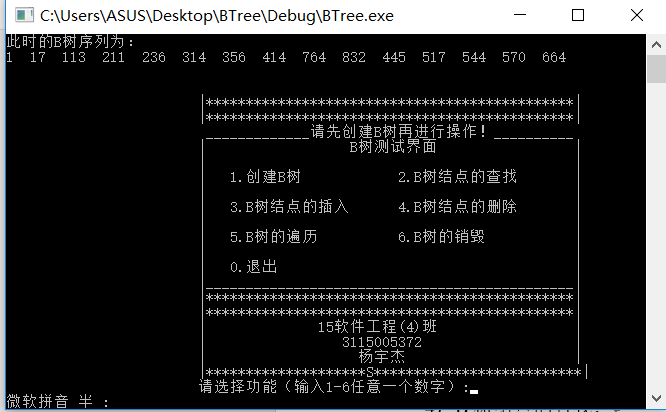 C:\Users\ASUS\Desktop\BTree\Debug\BTree.exe
此时的B树序列为:
1 17 113 211 236 314 414 764 832 445 517 544 570 664
|**********************************************|
|**********************************************|
_____________请先创建B树再进行操作! __________
B树测试界面
1.创建B树 2.B树结点的查找
3.B树结点的插入 4.B树结点的删除
5.B树的遍历 6.B树的销毁
0.退出
______________________________________________
|**********************************************|
|**********************************************|
15软件工程(4)班
3115005372
杨宇杰
|********************S**************************|
请选择功能(输入1-6任意一个数字):
微软拼音 半 :